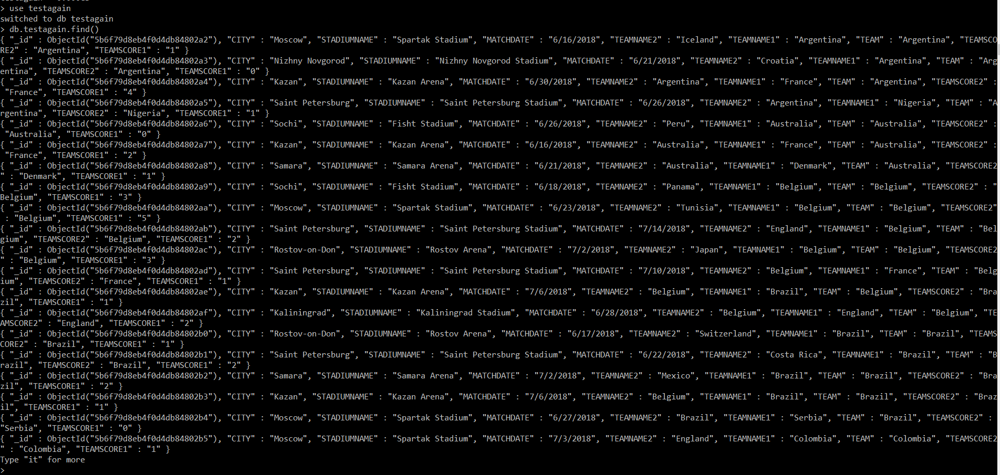 > use testagain
switched to db testagain
> db.testagain.find()
{ "_id" : ObjectId("5b6f79d8eb4f0d4db84802a2"), "CITY" : "Moscow", "STADIUMNAME" : "Spartak Stadium", "MATCHDATE" : "6/16/2018", "TEAMNAME2" : "Iceland", "TEAMNAME1" : "Argentina", "TEAM" : "Argentina", "TEAMSCO
RE2" : "Argentina", "TEAMSCORE1" : "1" }
{ "_id" : ObjectId("5b6f79d8eb4f0d4db84802a3"), "CITY" : "Nizhny Novgorod", "STADIUMNAME" : "Nizhny Novgorod Stadium", "MATCHDATE" : "6/21/2018", "TEAMNAME2" : "Croatia", "TEAMNAME1" : "Argentina", "TEAM" : "Arg
entina", "TEAMSCORE2" : "Argentina", "TEAMSCORE1" : "0" }
{ "_id" : ObjectId("5b6f79d8eb4f0d4db84802a4"), "CITY" : "Kazan", "STADIUMNAME" : "Kazan Arena", "MATCHDATE" : "6/30/2018", "TEAMNAME2" : "Argentina", "TEAMNAME1" : "France", "TEAM" : "Argentina", "TEAMSCORE2" :
"France", "TEAMSCORE1" : "4" }
{ "_id" : ObjectId("5b6f79d8eb4f0d4db84802a5"), "CITY" : "Saint Petersburg", "STADIUMNAME" : "Saint Petersburg Stadium", "MATCHDATE" : "6/26/2018", "TEAMNAME2" : "Argentina", "TEAMNAME1" : "Nigeria", "TEAM" : "A
rgentina", "TEAMSCORE2" : "Nigeria", "TEAMSCORE1" : "1" }
{ "_id" : ObjectId("5b6f79d8eb4f0d4db84802a6"), "CITY" : "Sochi", "STADIUMNAME" : "Fisht Stadium", "MATCHDATE" : "6/26/2018", "TEAMNAME2" : "Peru", "TEAMNAME1" : "Australia", "TEAM" : "Australia", "TEAMSCORE2" :
"Australia", "TEAMSCORE1" : "0" }
{ "_id" : ObjectId("5b6f79d8eb4f0d4db84802a7"), "CITY" : "Kazan", "STADIUMNAME" : "Kazan Arena", "MATCHDATE" : "6/16/2018", "TEAMNAME2" : "Australia", "TEAMNAME1" : "France", "TEAM" : "Australia", "TEAMSCORE2" :
"France", "TEAMSCORE1" : "2" }
{ "_id" : ObjectId("5b6f79d8eb4f0d4db84802a8"), "CITY" : "Samara", "STADIUMNAME" : "Samara Arena", "MATCHDATE" : "6/21/2018", "TEAMNAME2" : "Australia", "TEAMNAME1" : "Denmark", "TEAM" : "Australia", "TEAMSCORE2
" : "Denmark", "TEAMSCORE1" : "1" }
{ "_id" : ObjectId("5b6f79d8eb4f0d4db84802a9"), "CITY" : "Sochi", "STADIUMNAME" : "Fisht Stadium", "MATCHDATE" : "6/18/2018", "TEAMNAME2" : "Panama", "TEAMNAME1" : "Belgium", "TEAM" : "Belgium", "TEAMSCORE2" : "
Belgium", "TEAMSCORE1" : "3" }
{ "_id" : ObjectId("5b6f79d8eb4f0d4db84802aa"), "CITY" : "Moscow", "STADIUMNAME" : "Spartak Stadium", "MATCHDATE" : "6/23/2018", "TEAMNAME2" : "Tunisia", "TEAMNAME1" : "Belgium", "TEAM" : "Belgium", "TEAMSCORE2"
: "Belgium", "TEAMSCORE1" : "5" }
{ "_id" : ObjectId("5b6f79d8eb4f0d4db84802ab"), "CITY" : "Saint Petersburg", "STADIUMNAME" : "Saint Petersburg Stadium", "MATCHDATE" : "7/14/2018", "TEAMNAME2" : "England", "TEAMNAME1" : "Belgium", "TEAM" : "Bel
gium", "TEAMSCORE2" : "Belgium", "TEAMSCORE1" : "2" }
{ "_id" : ObjectId("5b6f79d8eb4f0d4db84802ac"), "CITY" : "Rostov-on-Don", "STADIUMNAME" : "Rostov Arena", "MATCHDATE" : "7/2/2018", "TEAMNAME2" : "Japan", "TEAMNAME1" : "Belgium", "TEAM" : "Belgium", "TEAMSCORE2
" : "Belgium", "TEAMSCORE1" : "3" }
{ "_id" : ObjectId("5b6f79d8eb4f0d4db84802ad"), "CITY" : "Saint Petersburg", "STADIUMNAME" : "Saint Petersburg Stadium", "MATCHDATE" : "7/10/2018", "TEAMNAME2" : "Belgium", "TEAMNAME1" : "France", "TEAM" : "Belg
ium", "TEAMSCORE2" : "France", "TEAMSCORE1" : "1" }
{ "_id" : ObjectId("5b6f79d8eb4f0d4db84802ae"), "CITY" : "Kazan", "STADIUMNAME" : "Kazan Arena", "MATCHDATE" : "7/6/2018", "TEAMNAME2" : "Belgium", "TEAMNAME1" : "Brazil", "TEAM" : "Belgium", "TEAMSCORE2" : "Bra
zil", "TEAMSCORE1" : "1" }
{ "_id" : ObjectId("5b6f79d8eb4f0d4db84802af"), "CITY" : "Kaliningrad", "STADIUMNAME" : "Kaliningrad Stadium", "MATCHDATE" : "6/28/2018", "TEAMNAME2" : "Belgium", "TEAMNAME1" : "England", "TEAM" : "Belgium", "TE
AMSCORE2" : "England", "TEAMSCORE1" : "2" }
{ "_id" : ObjectId("5b6f79d8eb4f0d4db84802b0"), "CITY" : "Rostov-on-Don", "STADIUMNAME" : "Rostov Arena", "MATCHDATE" : "6/17/2018", "TEAMNAME2" : "Switzerland", "TEAMNAME1" : "Brazil", "TEAM" : "Brazil", "TEAMS
CORE2" : "Brazil", "TEAMSCORE1" : "1" }
{ "_id" : ObjectId("5b6f79d8eb4f0d4db84802b1"), "CITY" : "Saint Petersburg", "STADIUMNAME" : "Saint Petersburg Stadium", "MATCHDATE" : "6/22/2018", "TEAMNAME2" : "Costa Rica", "TEAMNAME1" : "Brazil", "TEAM" : "B
razil", "TEAMSCORE2" : "Brazil", "TEAMSCORE1" : "2" }
{ "_id" : ObjectId("5b6f79d8eb4f0d4db84802b2"), "CITY" : "Samara", "STADIUMNAME" : "Samara Arena", "MATCHDATE" : "7/2/2018", "TEAMNAME2" : "Mexico", "TEAMNAME1" : "Brazil", "TEAM" : "Brazil", "TEAMSCORE2" : "Bra
zil", "TEAMSCORE1" : "2" }
{ "_id" : ObjectId("5b6f79d8eb4f0d4db84802b3"), "CITY" : "Kazan", "STADIUMNAME" : "Kazan Arena", "MATCHDATE" : "7/6/2018", "TEAMNAME2" : "Belgium", "TEAMNAME1" : "Brazil", "TEAM" : "Brazil", "TEAMSCORE2" : "Braz
il", "TEAMSCORE1" : "1" }
{ "_id" : ObjectId("5b6f79d8eb4f0d4db84802b4"), "CITY" : "Moscow", "STADIUMNAME" : "Spartak Stadium", "MATCHDATE" : "6/27/2018", "TEAMNAME2" : "Brazil", "TEAMNAME1" : "Serbia", "TEAM" : "Brazil", "TEAMSCORE2" :
"Serbia", "TEAMSCORE1" : "0" }
{ "_id" : ObjectId("5b6f79d8eb4f0d4db84802b5"), "CITY" : "Moscow", "STADIUMNAME" : "Spartak Stadium", "MATCHDATE" : "7/3/2018", "TEAMNAME2" : "England", "TEAMNAME1" : "Colombia", "TEAM" : "Colombia", "TEAMSCORE2
" : "Colombia", "TEAMSCORE1" : "1" }
Type "it" for more
>